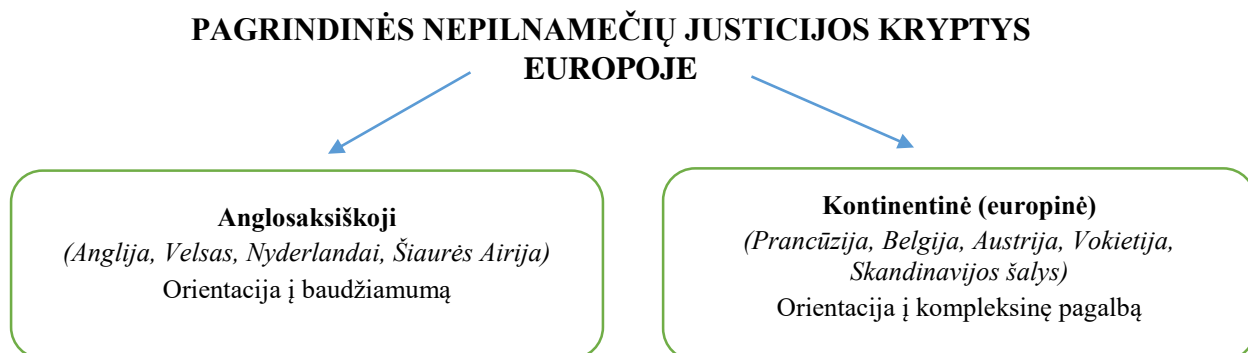 PAGRINDINĖS NEPILNAMEČIŲ JUSTICIJOS KRYPTYS
EUROPOJE
Anglosaksiškoji
(Anglija, Velsas, Nyderlandai, Šiaurės Airija)
Orientacija į baudžiamumą
Kontinentinė (europinė)
(Prancūzija, Belgija, Austrija, Vokietija,
Skandinavijos šalys)
Orientacija į kompleksinę pagalbą